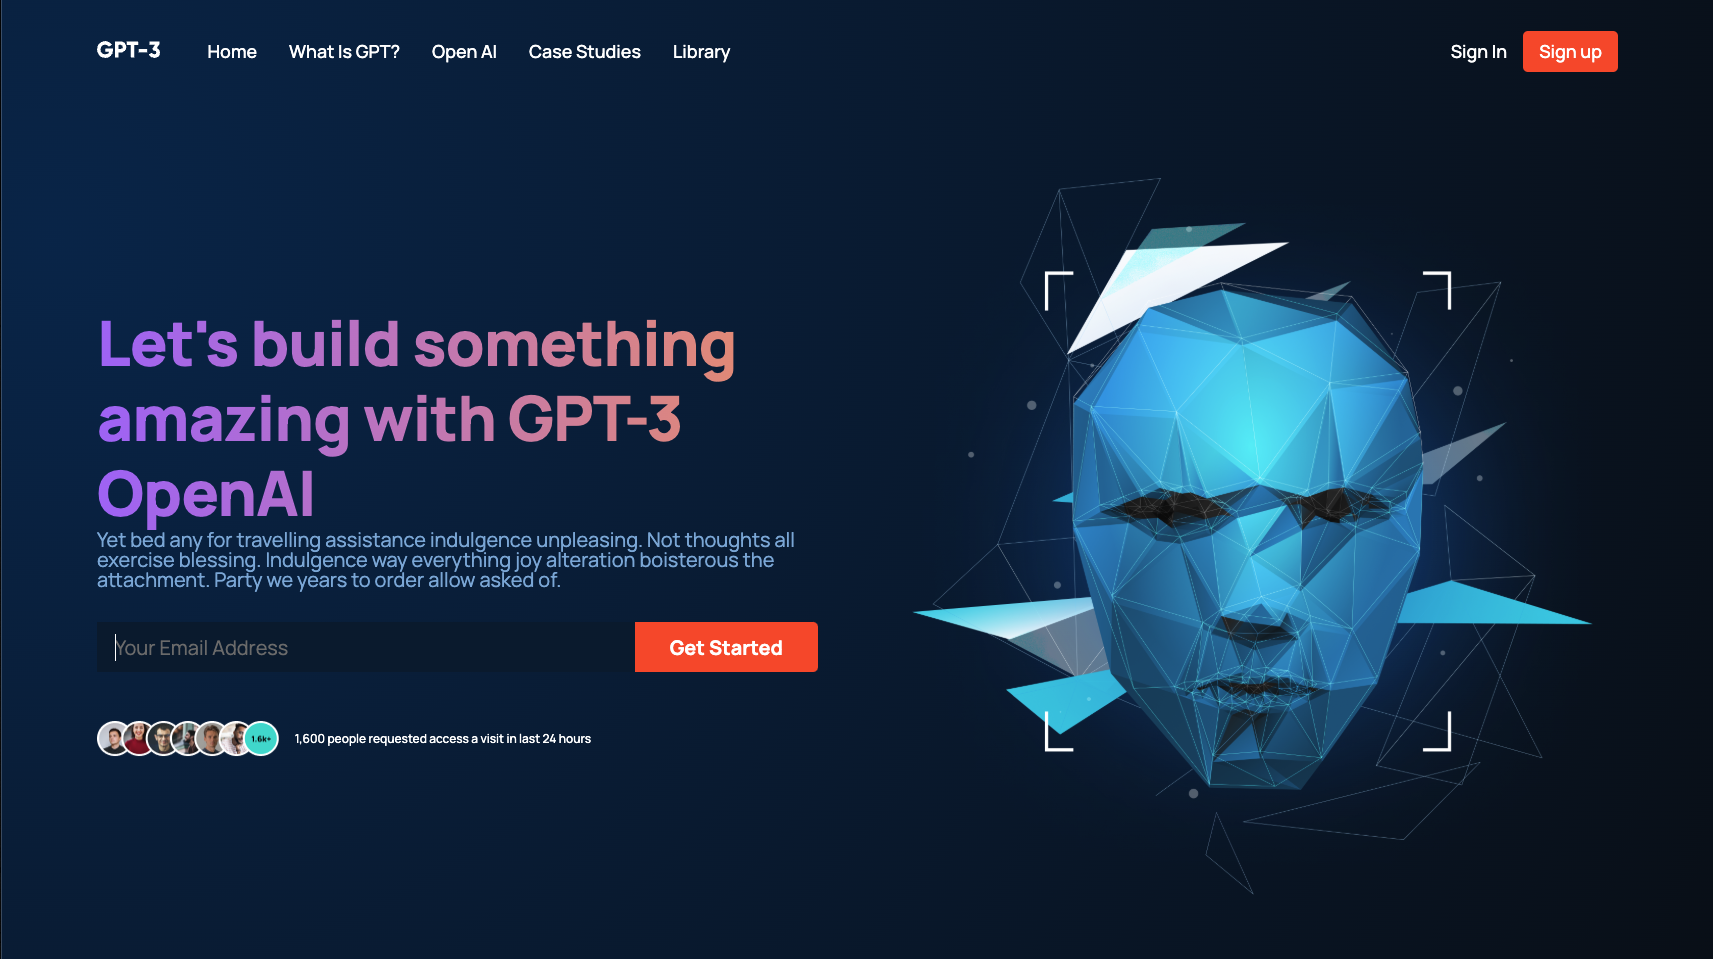 GPT-3
Home What Is GPT? Open AI Case Studies Library
Sign In Sign up
Let's build something
amazing with GPT-3
OpenAI
Yet bed any for travelling assistance indulgence unpleasing. Not thoughts all
exercise blessing. Indulgence way everything joy alteration boisterous the
attachment. Party we years to order allow asked of.
Your Email Address
Get Started
1.6k+
1,600 people requested access a visit in last 24 hours